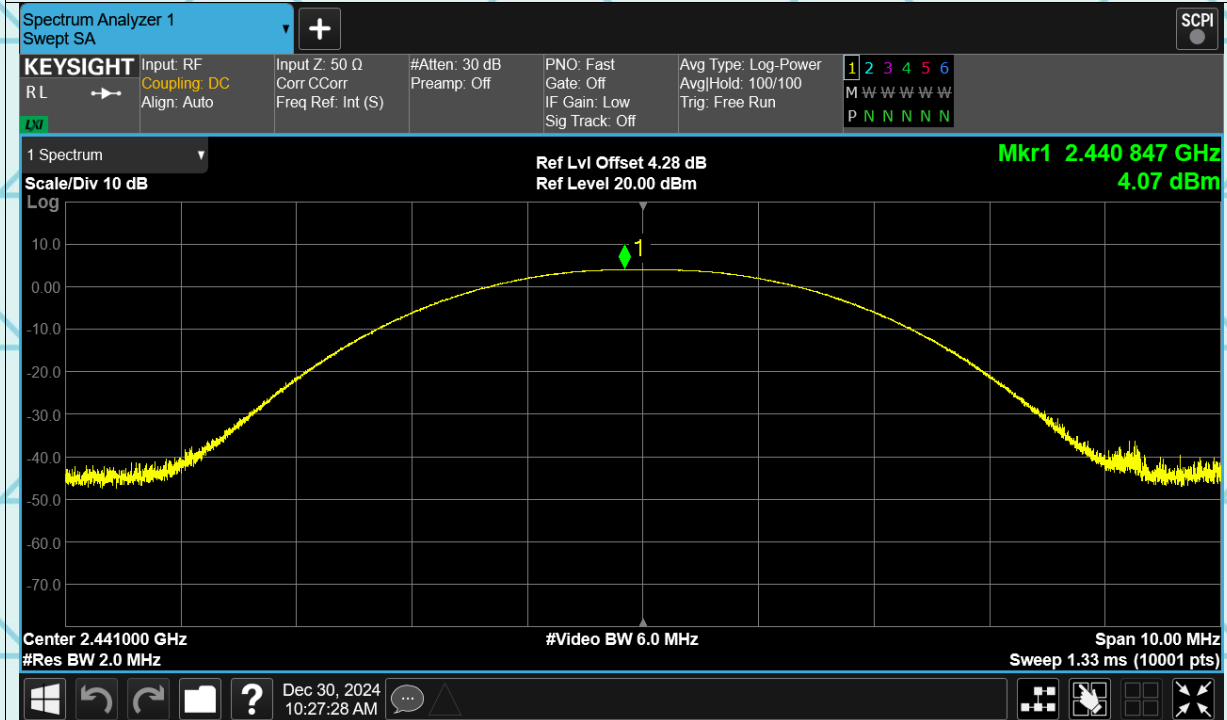 Spectrum Analyzer 1
Swept SA
▼
+
SCPI
KEYSIGHT
R L
LXI
Input: RF
Coupling: DC
Align: Auto
Input Z: 50 Ω
Corr CCorr
Freq Ref: Int (S)
#Atten: 30 dB
Preamp: Off
PNO: Fast
Gate: Off
IF Gain: Low
Sig Track: Off
Avg Type: Log-Power
Avg|Hold: 100/100
Trig: Free Run
1 2 3 4 5 6
M W W W W W
P N N N N N
1 Spectrum ▼
Scale/Div 10 dB
Log
Ref Lvl Offset 4.28 dB
Ref Level 20.00 dBm
Mkr1 2.440 847 GHz
4.07 dBm
10.0
0.00
-10.0
-20.0
-30.0
-40.0
-50.0
-60.0
-70.0
1
Center 2.441000 GHz
#Res BW 2.0 MHz
#Video BW 6.0 MHz
Span 10.00 MHz
Sweep 1.33 ms (10001 pts)
?
Dec 30, 2024
10:27:28 AM